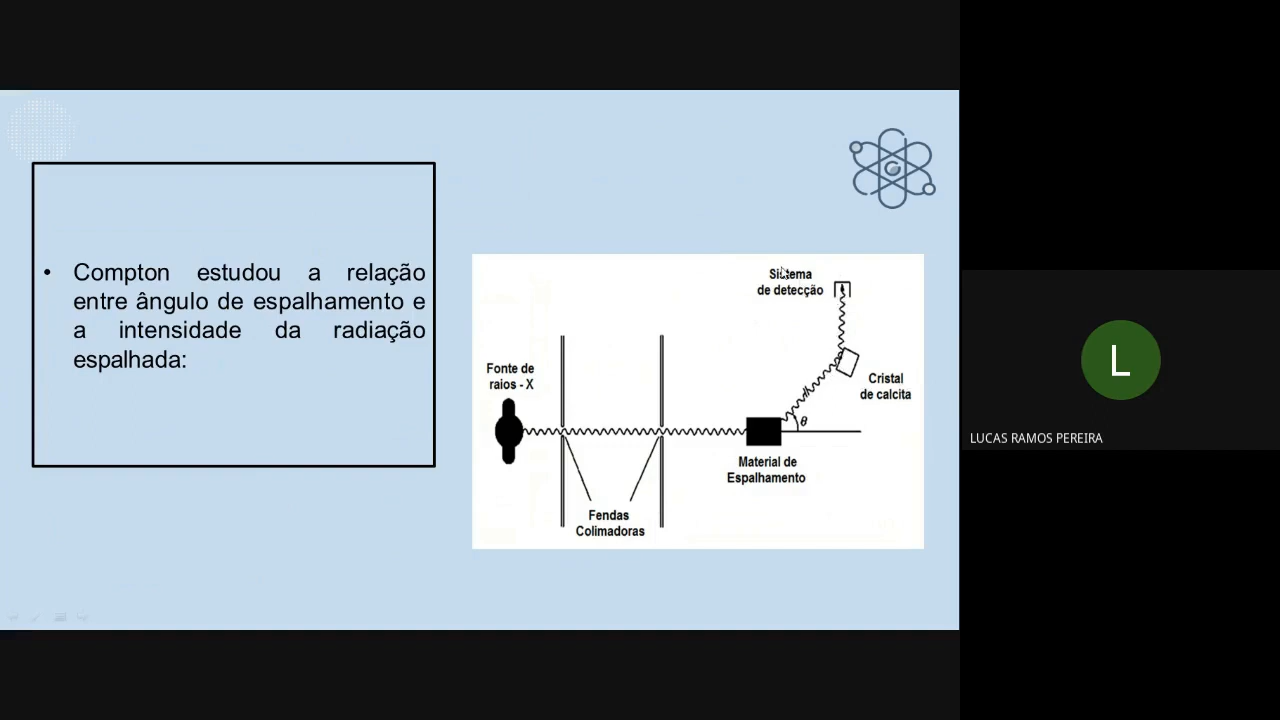 • Compton estudou a relação
entre ângulo de espalhamento e
a intensidade da radiação
espalhada:
Sistema
de detecção
Fonte de
raios - X
Cristal
de calcita
θ
Material de
Espalhamento
Fendas
Colimadoras
L
LUCAS RAMOS PEREIRA